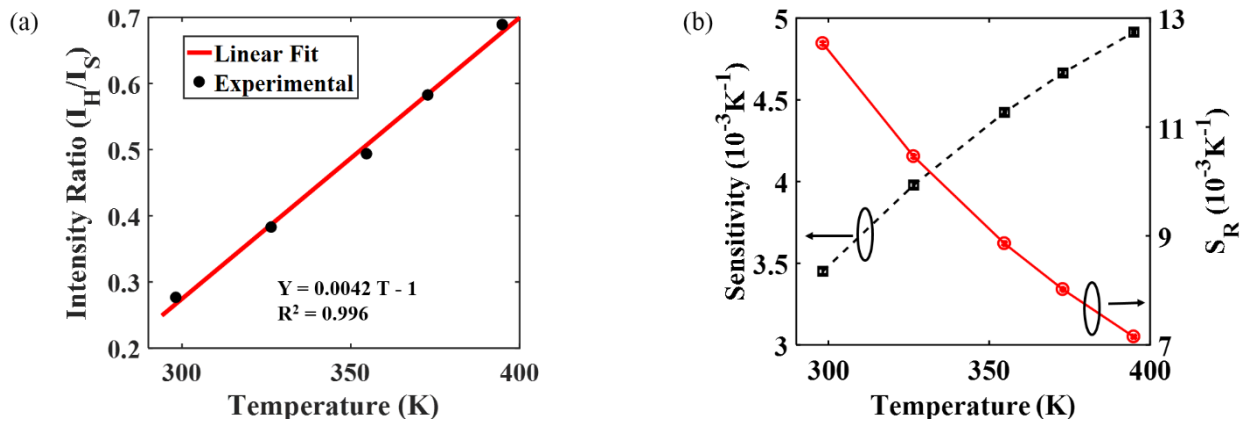 (a)
Intensity Ratio (I_H/I_S)
0.7
0.6
0.5
0.4
0.3
0.2
Linear Fit
Experimental
Y = 0.0042 T - 1
R² = 0.996
300
350
400
Temperature (K)
(b)
Sensitivity (10⁻³K⁻¹)
5
4.5
4
3.5
3
13
11
9
7
S_R (10⁻³K⁻¹)
300
350
400
Temperature (K)